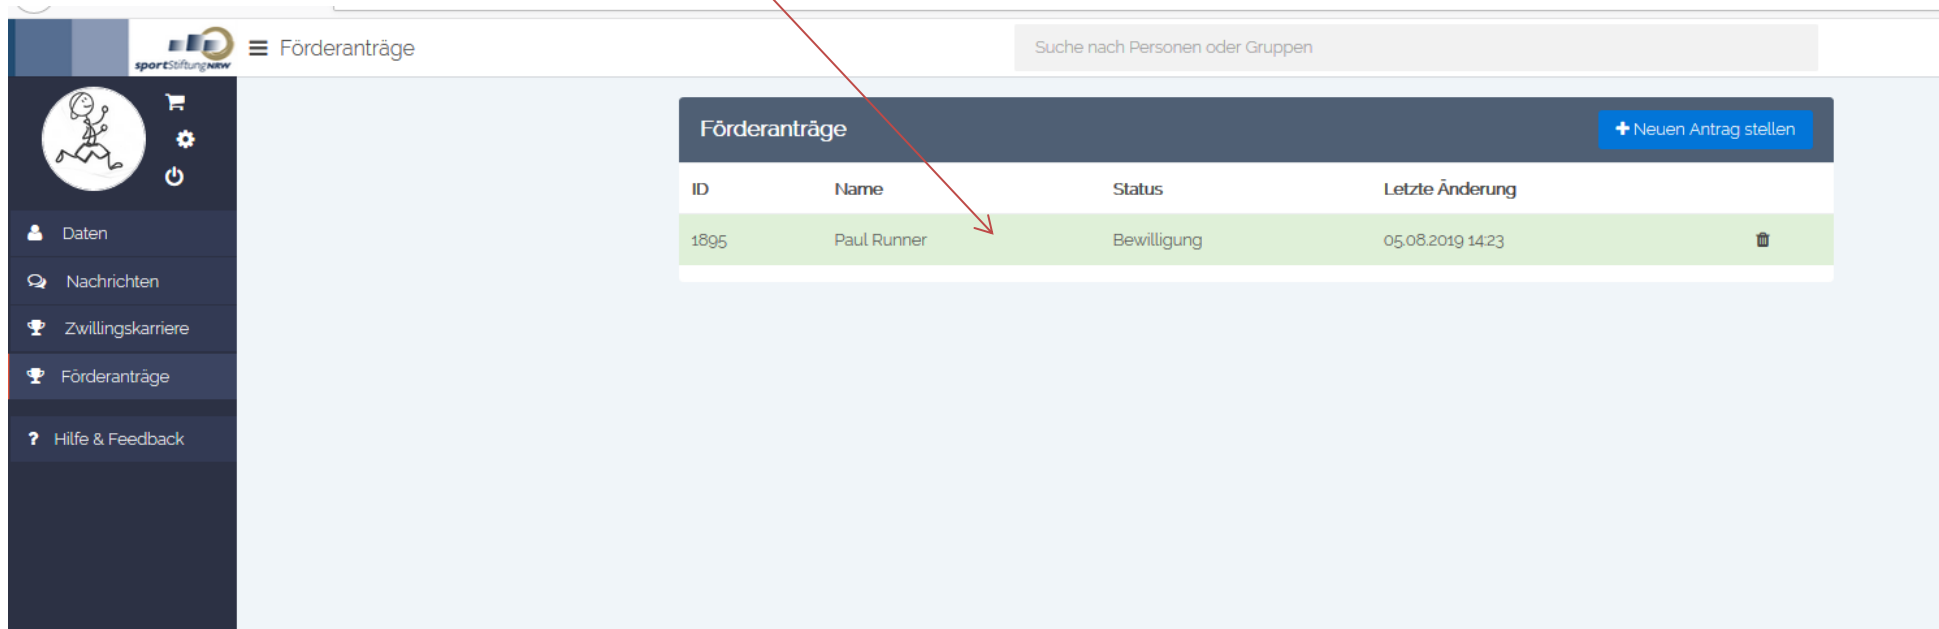 sportStiftungNRW
Förderanträge
Suche nach Personen oder Gruppen
Daten
Nachrichten
Zwillingskarriere
Förderanträge
Hilfe & Feedback
Förderanträge
Neuen Antrag stellen
ID Name Status Letzte Änderung
1895 Paul Runner Bewilligung 05.08.2019 14:23